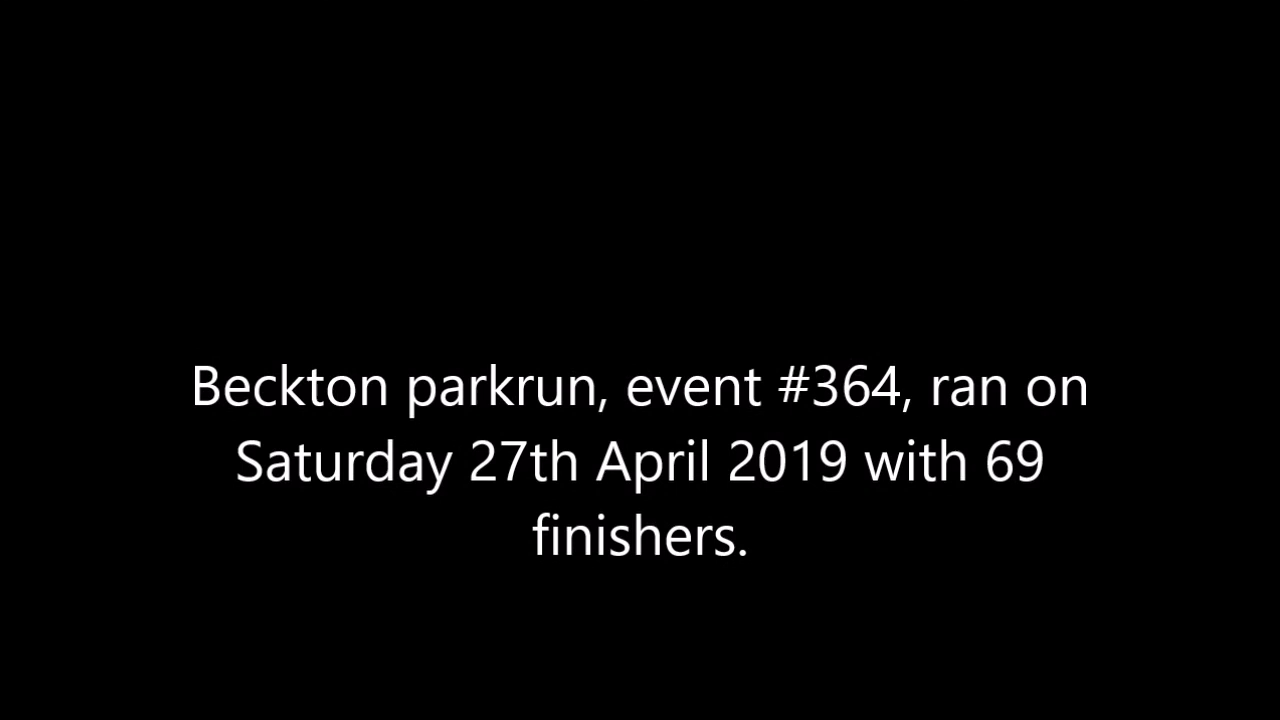 Beckton parkrun, event #364, ran on
Saturday 27th April 2019 with 69
finishers.